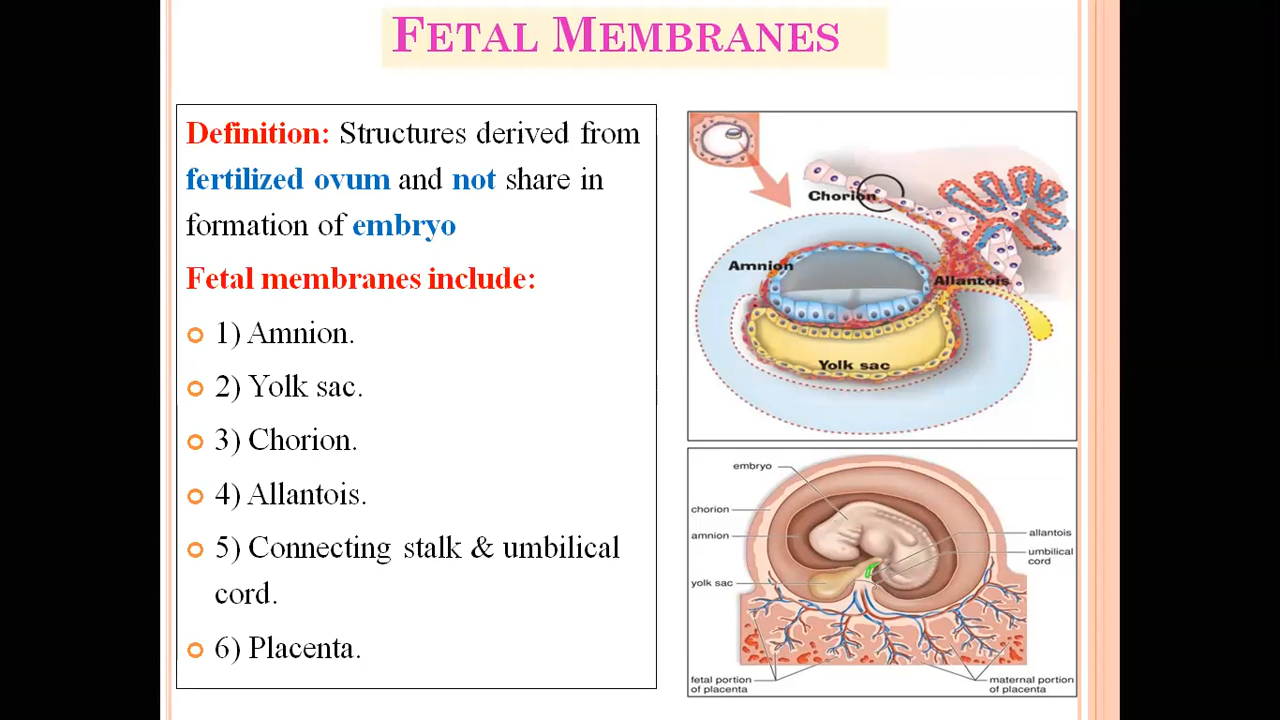 FETAL MEMBRANES
Definition: Structures derived from
fertilized ovum and not share in
formation of embryo
Fetal membranes include:
1) Amnion.
2) Yolk sac.
3) Chorion.
4) Allantois.
5) Connecting stalk & umbilical
cord.
6) Placenta.
Chorion
Amnion
Allantois
Yolk sac
embryo
chorion
amnion
yolk sac
allantois
umbilical
cord
fetal portion
of placenta
maternal portion
of placenta